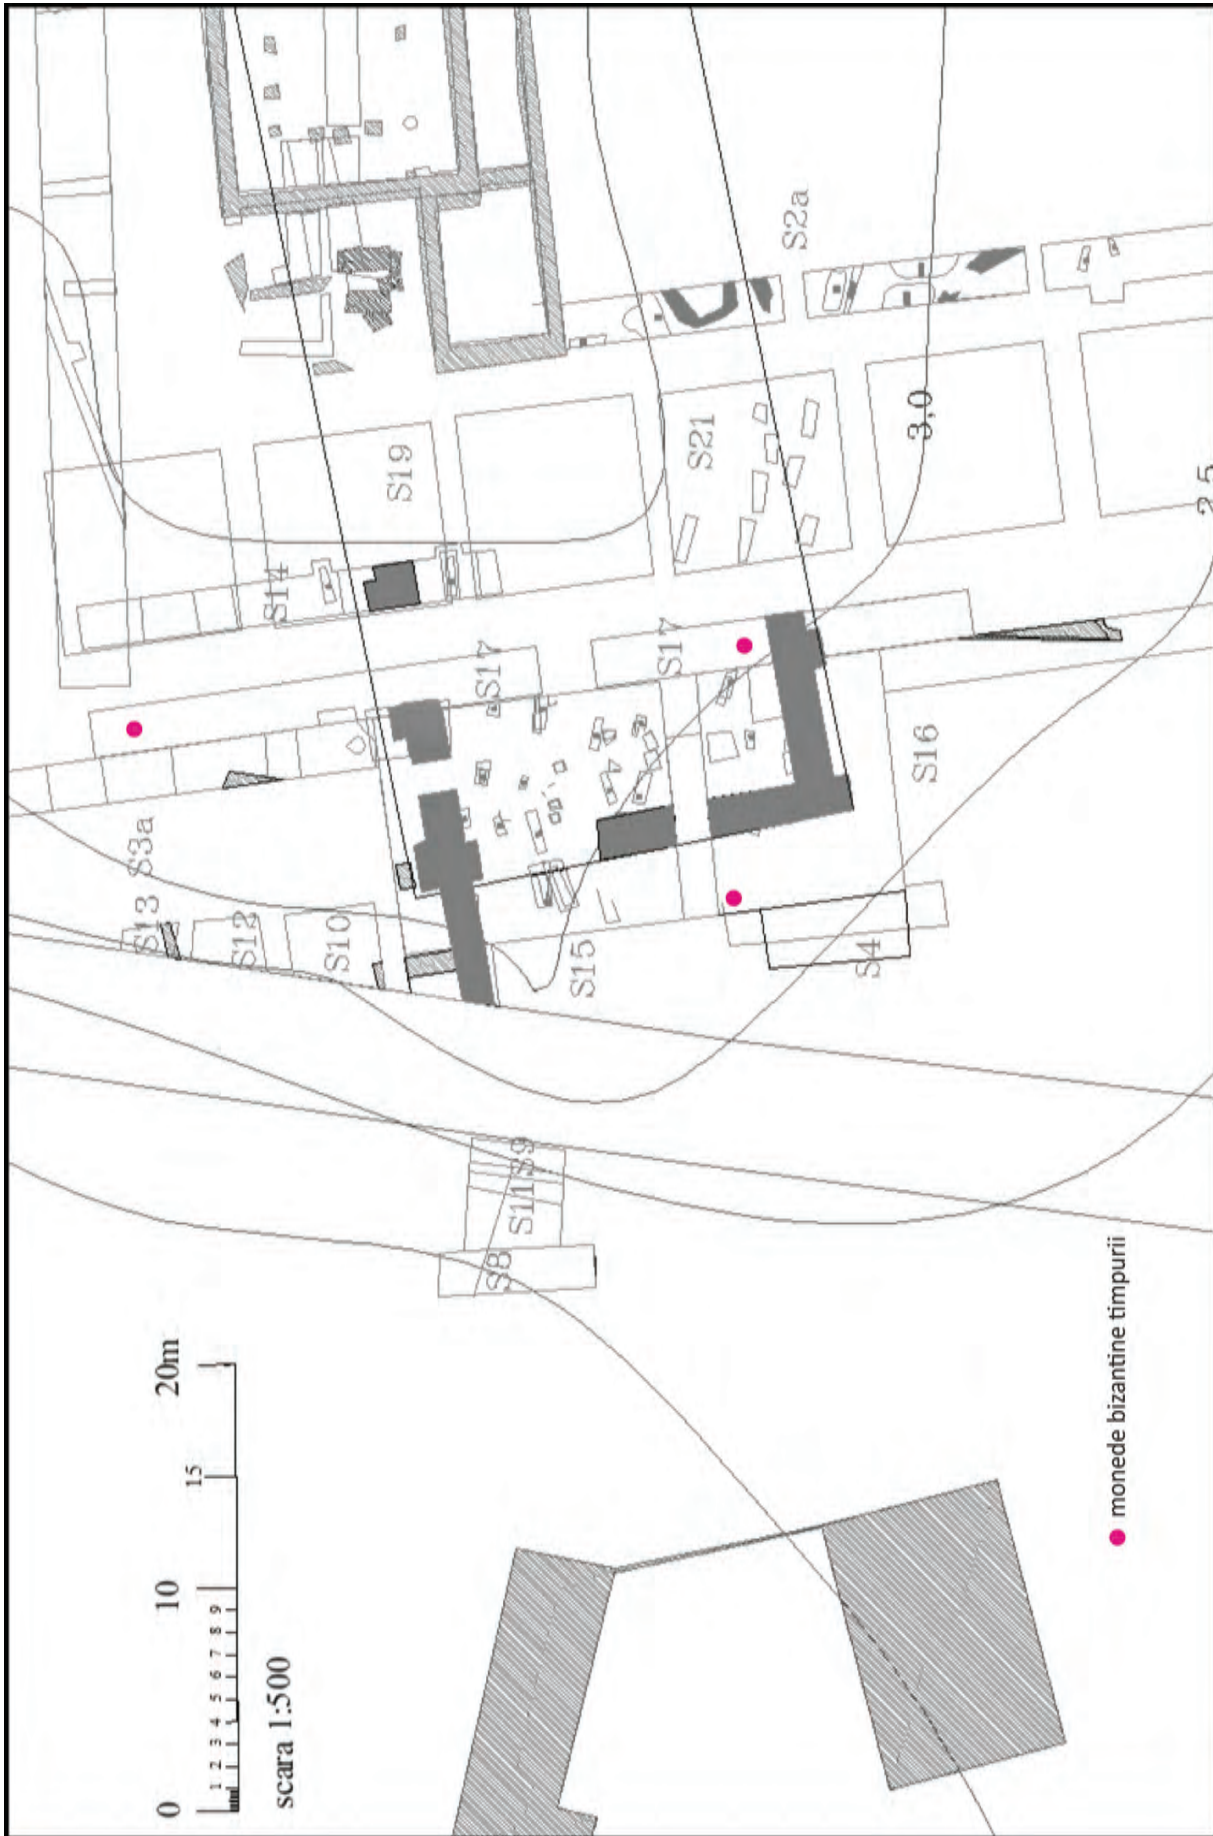 S2a
S21
3,0
2,5
S19
S14
S17
S17
S16
S3a
S13
S12
S10
S15
S4
S9
S11
S8
0 1 2 3 4 5 6 7 8 9 10 15 20m
scara 1:500
monede bizantine timpurii